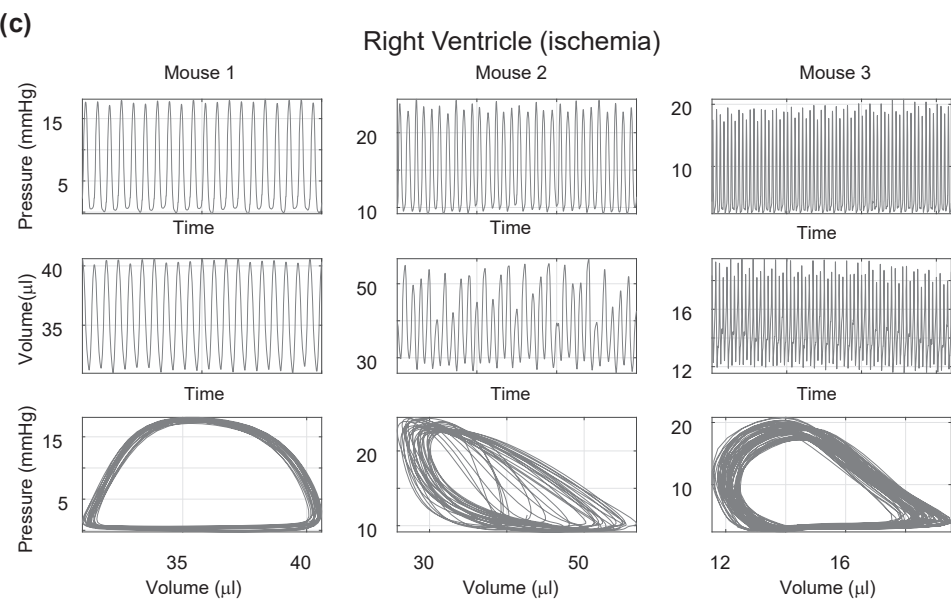 (c)
Right Ventricle (ischemia)
Mouse 1 Mouse 2 Mouse 3
Pressure (mmHg)
15
5
20
10
20
10
Time Time Time
Volume(μl)
40
35
50
30
16
12
Time Time Time
Pressure (mmHg)
15
5
20
10
20
10
35 40 30 50 12 16
Volume (μl) Volume (μl) Volume (μl)